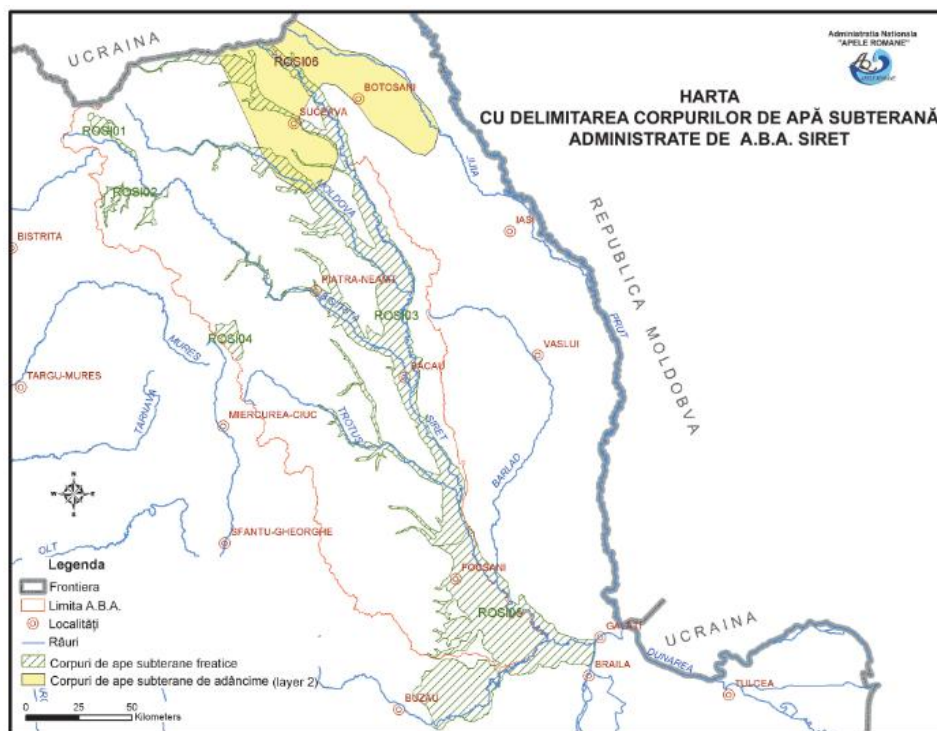 UCRAINA
Administratia Nationala
"APELE ROMANE"
HARTA
CU DELIMITAREA CORPURILOR DE APĂ SUBTERANĂ
ADMINISTRATE DE A.B.A. SIRET
ROSI06
BOTOSANI
SUCEAVA
ROSI01
JIJIA
ROSI02
MOLDOVA
IASI
REPUBLICA MOLDOBVA
BISTRITA
PIATRA-NEAMT
BISTRITA
ROSI03
PRUT
ROSI04
MURES
VASLUI
BACAU
TARGU-MURES
TARNAVA
MIERCUREA-CIUC
TROTUS
SIRET
BARLAD
N
W E
S
SFANTU-GHEORGHE
OLT
FOCSANI
ROSI05
GALATI
UCRAINA
DUNAREA
BRAILA
TULCEA
BUZAU
Legenda
Frontiera
Limita A.B.A.
Localități
Râuri
Corpuri de ape subterane freatice
Corpuri de ape subterane de adâncime (layer 2)
0 25 50
Kilometers